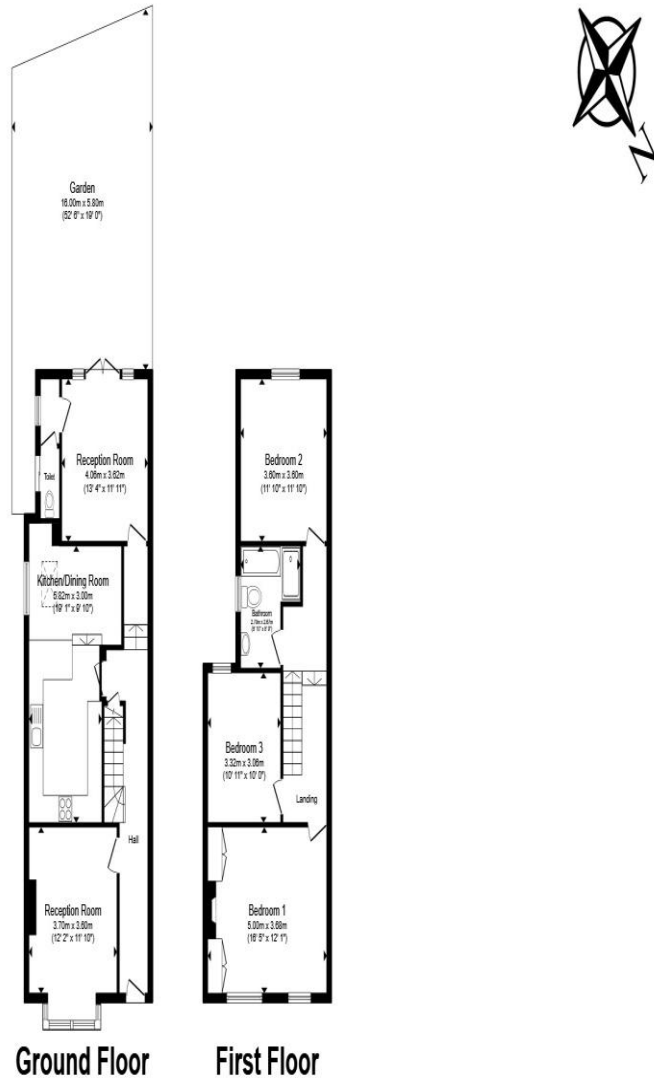 N
Garden
16.00m x 5.80m
(52' 6" x 19' 0")
Reception Room
4.06m x 3.62m
(13' 4" x 11' 11")
Toilet
Kitchen/Dining Room
5.82m x 3.00m
(19' 1" x 9' 10")
Hall
Reception Room
3.70m x 3.60m
(12' 2" x 11' 10")
Bedroom 2
3.60m x 3.60m
(11' 10" x 11' 10")
Bathroom
Bedroom 3
3.32m x 3.06m
(10' 11" x 10' 0")
Landing
Bedroom 1
5.00m x 3.68m
(16' 5" x 12' 1")
Ground Floor
First Floor